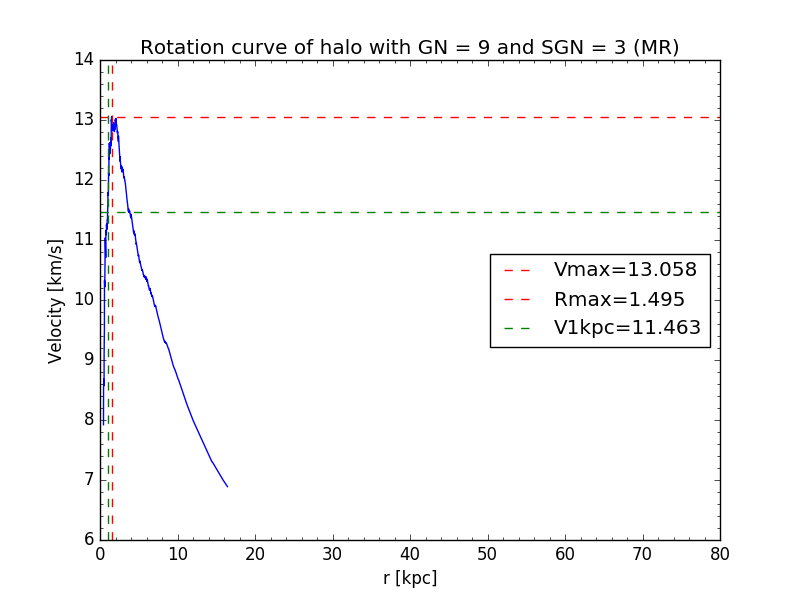 Rotation curve of halo with GN = 9 and SGN = 3 (MR)
14
13
12
11
10
9
8
7
6
Velocity [km/s]
Vmax=13.058
Rmax=1.495
V1kpc=11.463
0 10 20 30 40 50 60 70 80
r [kpc]